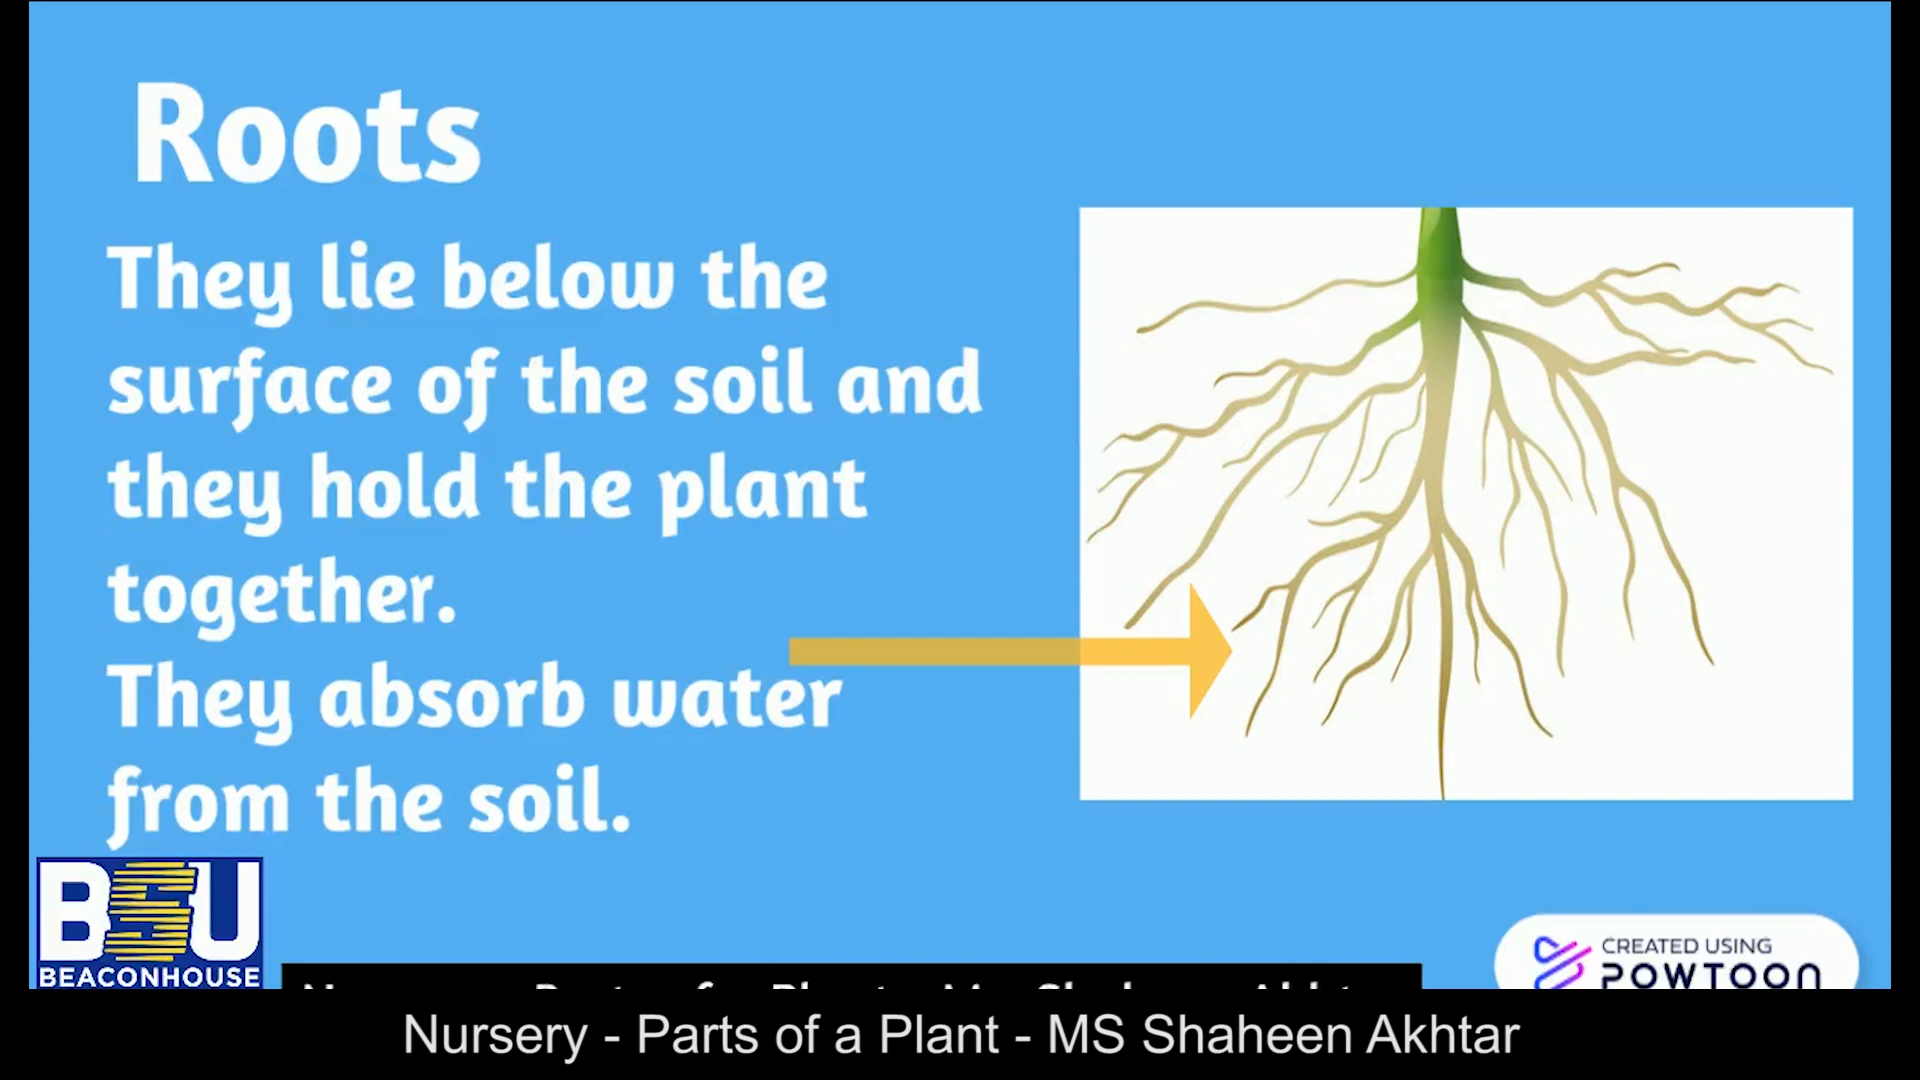 Roots
They lie below the
surface of the soil and
they hold the plant
together.
They absorb water
from the soil.
BSU
BEACONHOUSE
CREATED USING
POWTOON
Nursery - Parts of a Plant - MS Shaheen Akhtar